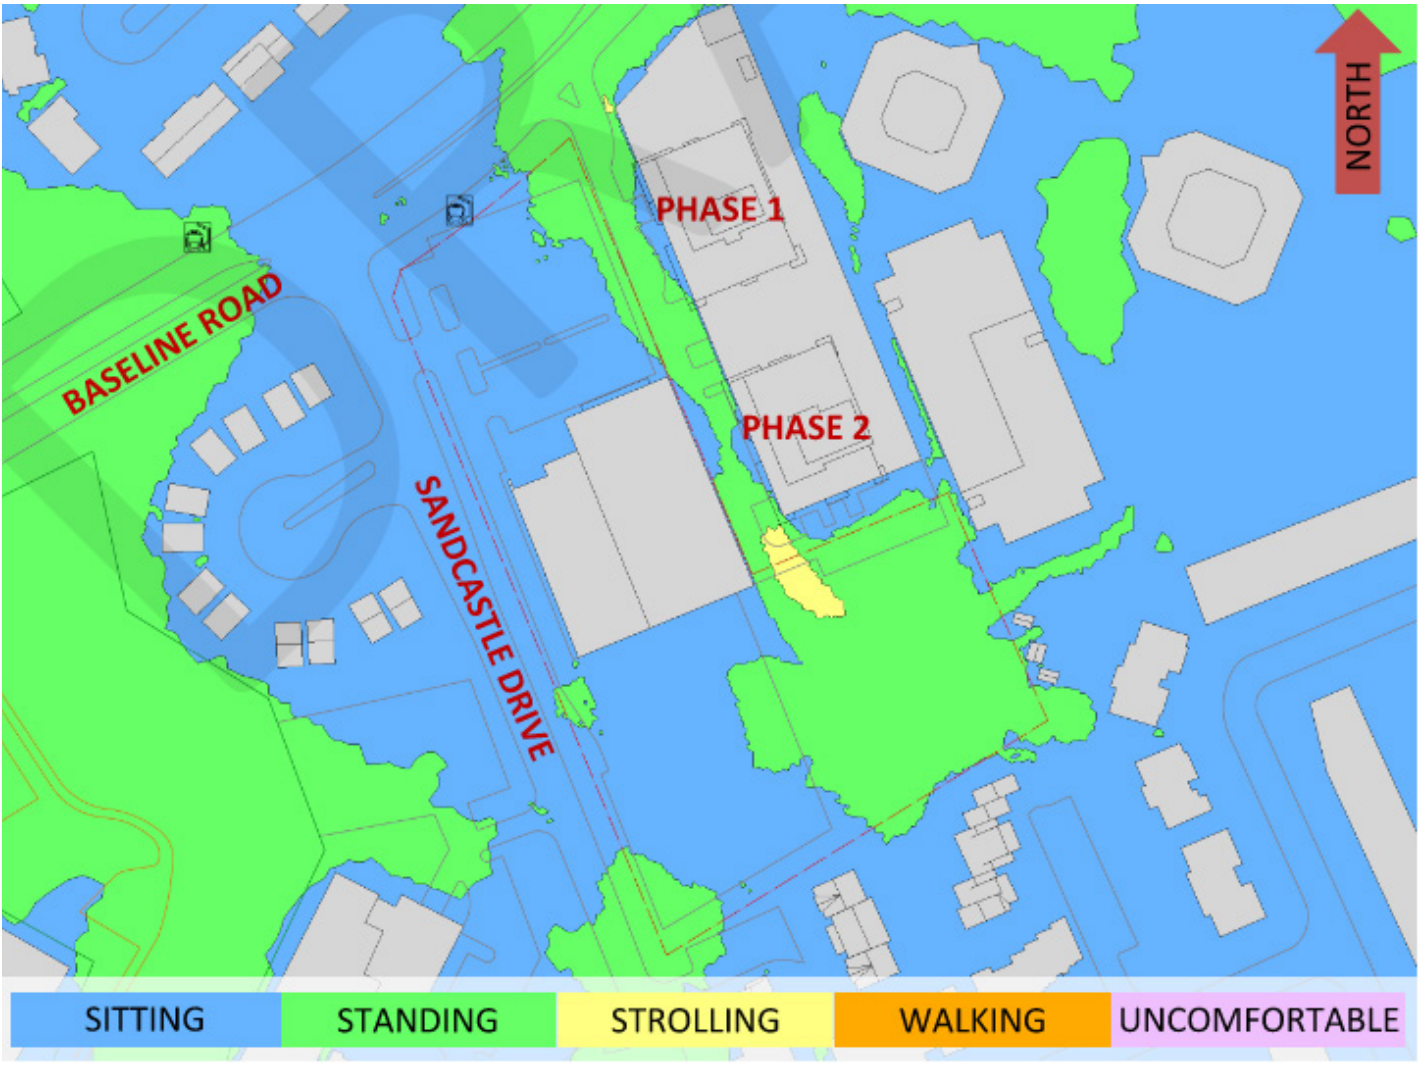 NORTH
PHASE 1
BASELINE ROAD
PHASE 2
SANDCASTLE DRIVE
SITTING
STANDING
STROLLING
WALKING
UNCOMFORTABLE